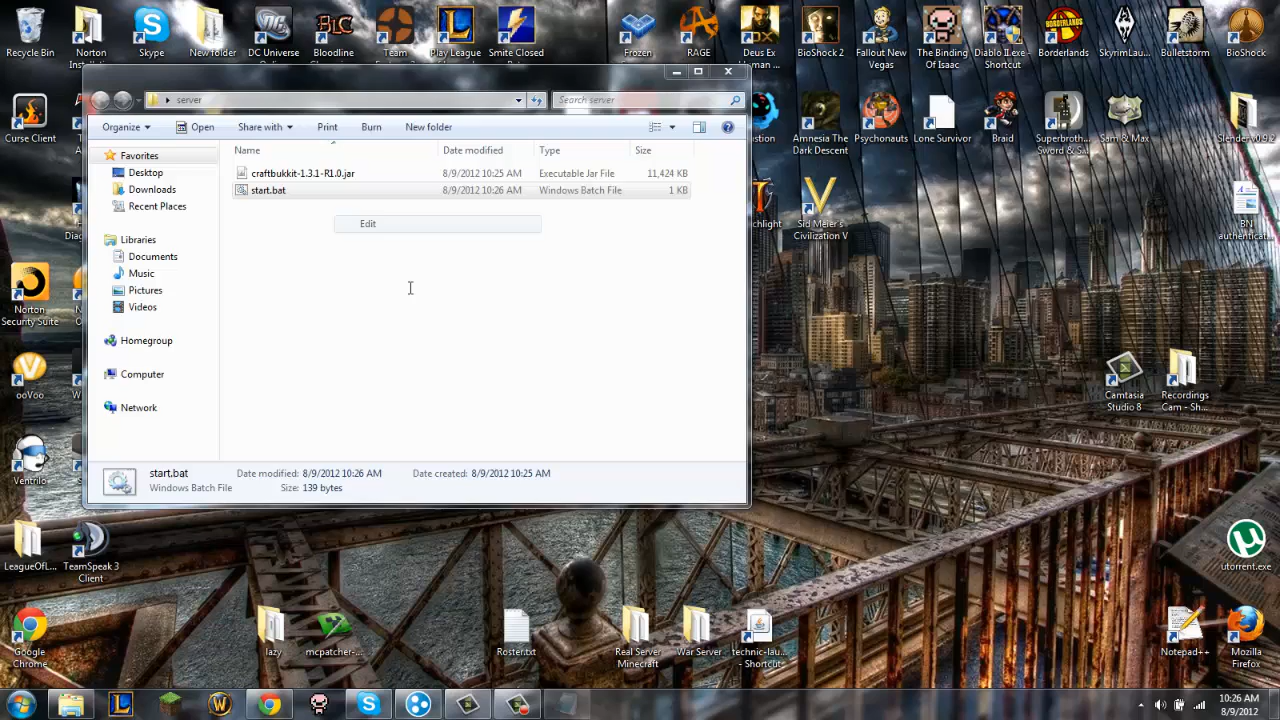 Recycle Bin
Norton
Skype
New folder
DC Universe
Bloodline
Team
Play League
Smite Closed
Frozen
RAGE
Deus Ex
Human ...
BioShock 2
Fallout New
Vegas
The Binding
Of Isaac
Diablo II.exe -
Shortcut
Borderlands
SkyrimLau...
Bulletstorm
BioShock
server
Search server
Organize
Open
Share with
Print
Burn
New folder
Name
Date modified
Type
Size
craftbukkit-1.3.1-R1.0.jar
8/9/2012 10:25 AM
Executable Jar File
11,424 KB
start.bat
8/9/2012 10:26 AM
Windows Batch File
1 KB
Edit
Favorites
Desktop
Downloads
Recent Places
Libraries
Documents
Music
Pictures
Videos
Homegroup
Computer
Network
start.bat
Windows Batch File
Date modified: 8/9/2012 10:26 AM
Size: 139 bytes
Date created: 8/9/2012 10:25 AM
Curse Client
Norton
Security Suite
ooVoo
Ventrilo
Amnesia The
Dark Descent
Psychonauts
Lone Survivor
Braid
Superbroth...
Sword & S...
Sam & Max
Slender v0.9.2
Sid Meier's
Civilization V
BN
authenticat...
Camtasia
Studio 8
Recordings
Cam - Sh...
LeagueOfL...
TeamSpeak 3
Client
utorrent.exe
Google
Chrome
lazy
mcpatcher-...
Roster.txt
Real Server
Minecraft
War Server
technic-lau...
- Shortcut
Notepad++
Mozilla
Firefox
10:26 AM
8/9/2012